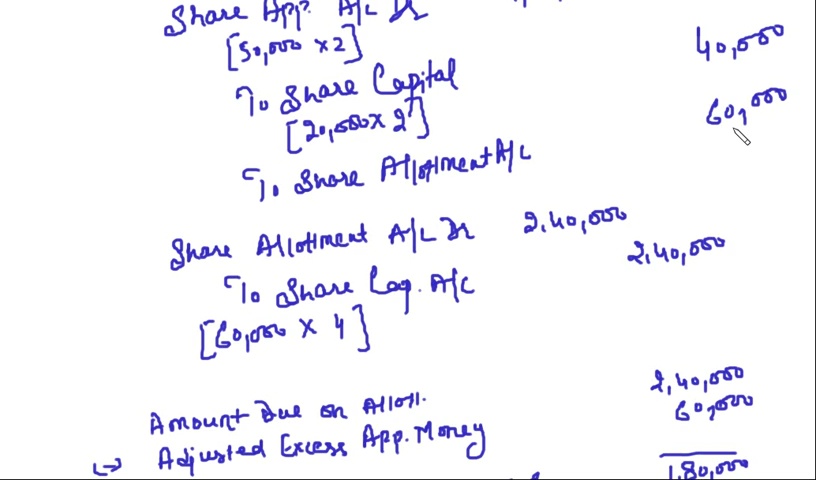 Share App. A/c Dr
[50,000 x 2]
To Share Capital 40,000
[20,000 x 2]
To Share Allotment A/c 60,000
Share Allotment A/c Dr 2,40,000
To Share Cap. A/c 2,40,000
[60,000 x 4]
Amount Due on Allott. 2,40,000
↳ Adjusted Excess App. Money 60,000
1,80,000